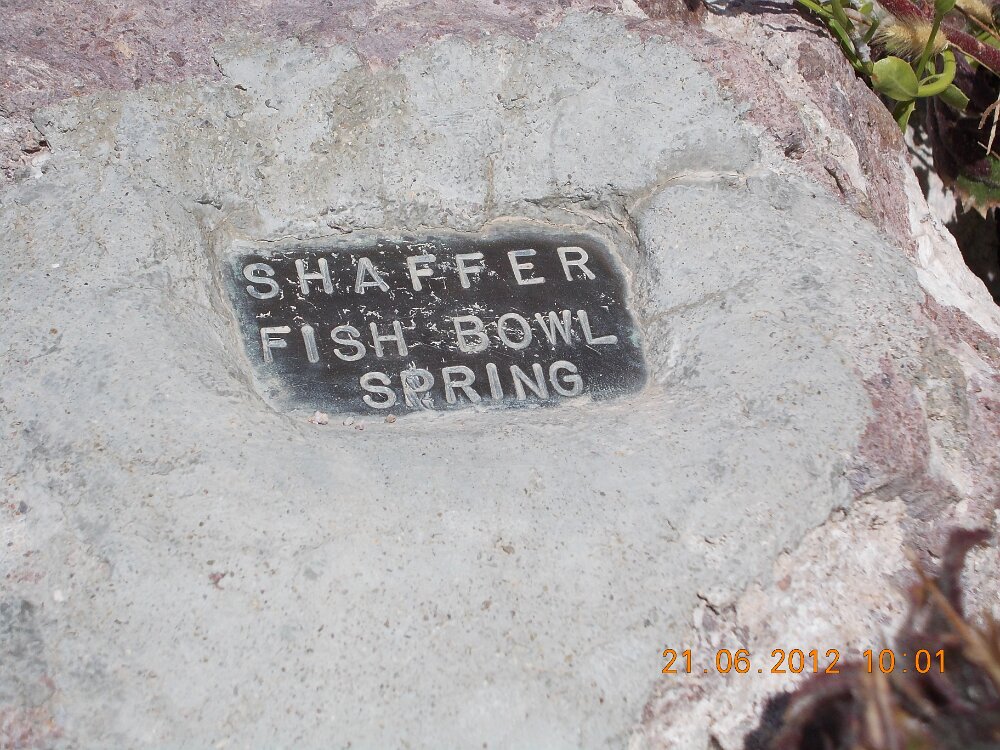 SHAFFER
FISH BOWL
SPRING
21.06.2012 10:01